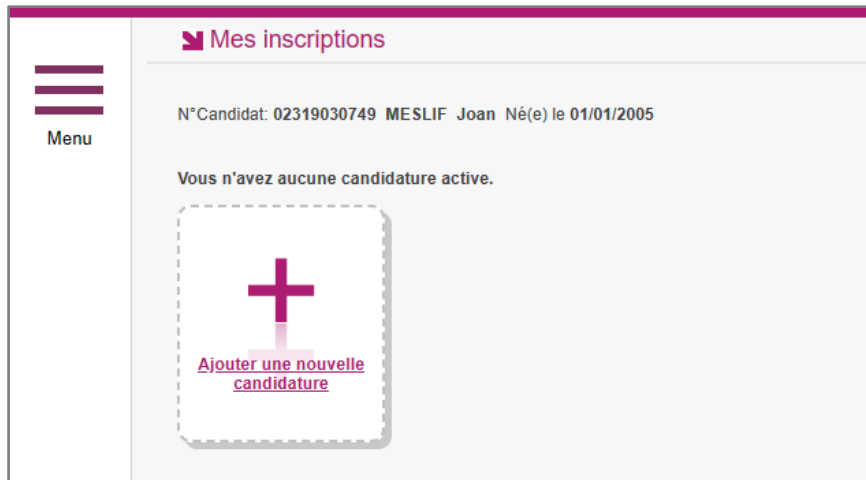 Mes inscriptions
Menu
N°Candidat: 02319030749 MESLIF Joan Né(e) le 01/01/2005
Vous n'avez aucune candidature active.
Ajouter une nouvelle
candidature